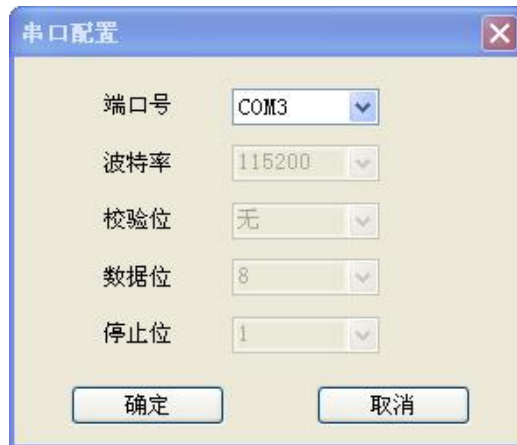 串口配置
端口号 COM3
波特率 115200
校验位 无
数据位 8
停止位 1
确定 取消